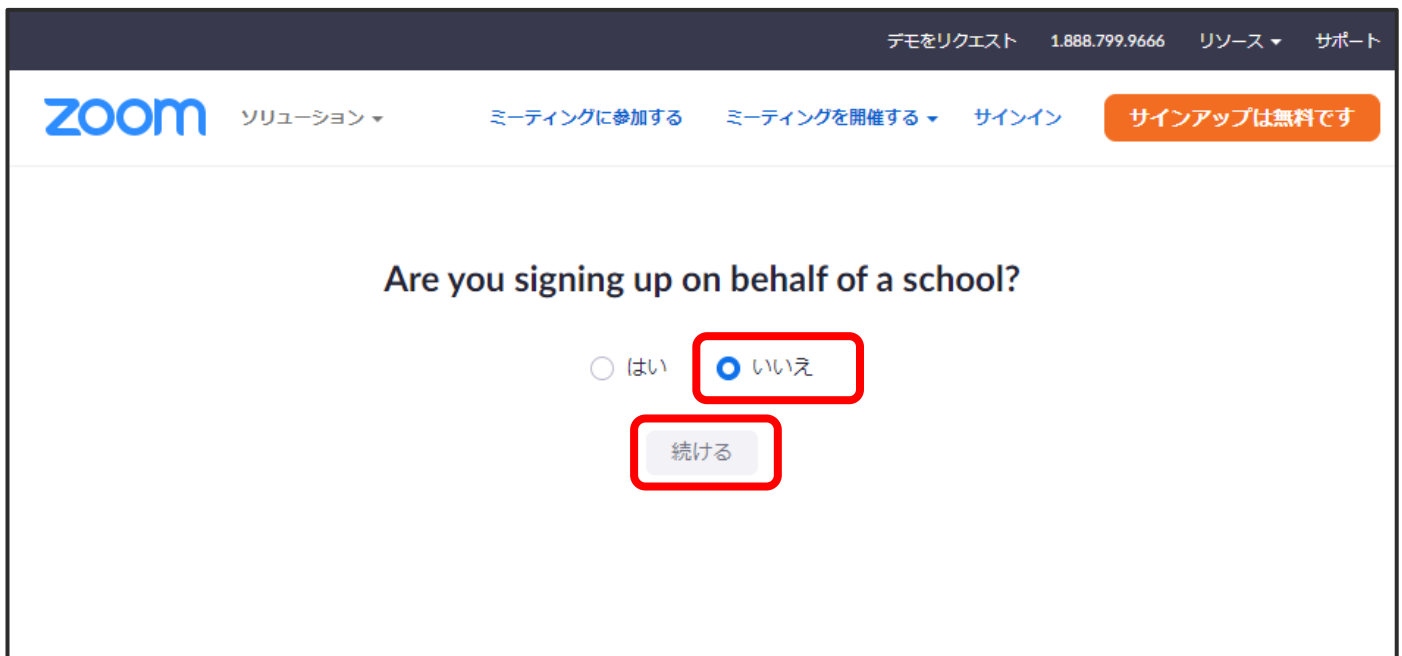 デモをリクエスト 1.888.799.9666 リソース サポート
zoom ソリューション ミーティングに参加する ミーティングを開催する サインイン サインアップは無料です
Are you signing up on behalf of a school?
はい いいえ
続ける